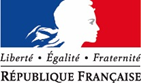 Liberté • Égalité • Fraternité
RÉPUBLIQUE FRANÇAISE